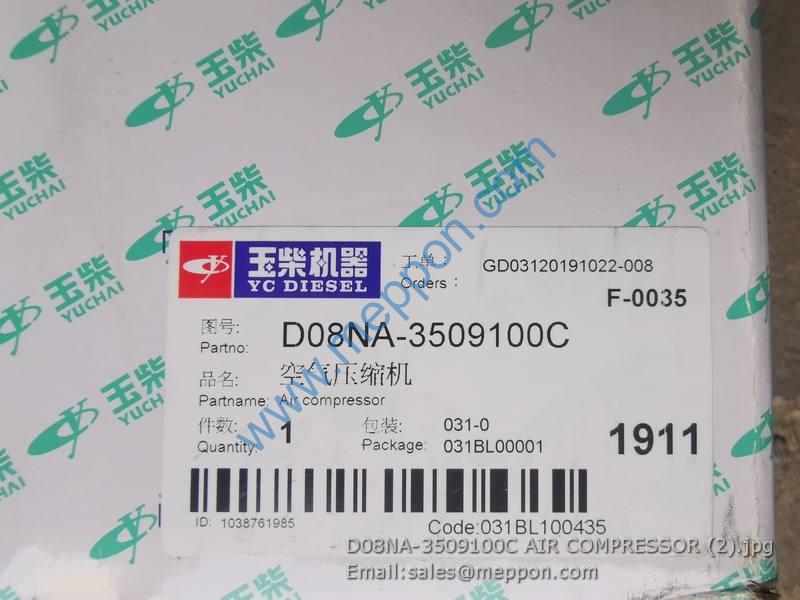 玉柴 YUCHAI
玉柴机器
YC DIESEL
工单:
Orders: GD03120191022-008
F-0035
图号:
Partno: D08NA-3509100C
品名: 空气压缩机
Partname: Air compressor
件数: 1
Quantity:
包装: 031-0
Package: 031BL00001
1911
ID: 1038761985
Code:031BL100435
www.meppon.com
D08NA-3509100C AIR COMPRESSOR (2).jpg
Email:sales@meppon.com